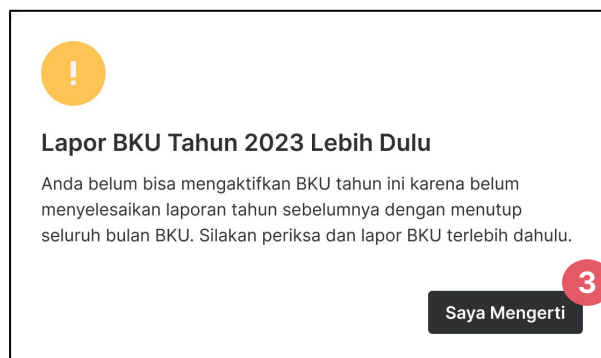 !
Lapor BKU Tahun 2023 Lebih Dulu
Anda belum bisa mengaktifkan BKU tahun ini karena belum
menyelesaikan laporan tahun sebelumnya dengan menutup
seluruh bulan BKU. Silakan periksa dan lapor BKU terlebih dahulu.
3
Saya Mengerti